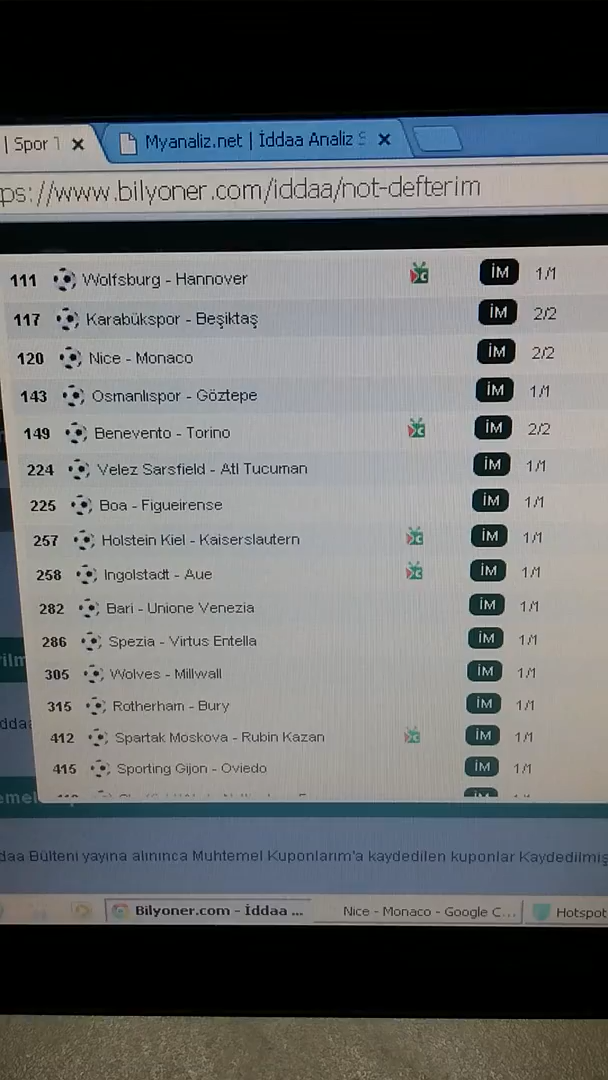 | Spor T
Myanaliz.net | İddaa Analiz S
ps://www.bilyoner.com/iddaa/not-defterim
111 Wolfsburg - Hannover İM 1/1
117 Karabükspor - Beşiktaş İM 2/2
120 Nice - Monaco İM 2/2
143 Osmanlıspor - Göztepe İM 1/1
149 Benevento - Torino İM 2/2
224 Velez Sarsfield - Atl Tucuman İM 1/1
225 Boa - Figueirense İM 1/1
257 Holstein Kiel - Kaiserslautern İM 1/1
258 Ingolstadt - Aue İM 1/1
282 Bari - Unione Venezia İM 1/1
286 Spezia - Virtus Entella İM 1/1
305 Wolves - Millwall İM 1/1
315 Rotherham - Bury İM 1/1
412 Spartak Moskova - Rubin Kazan İM 1/1
415 Sporting Gijon - Oviedo İM 1/1
daa Bülteni yayına alınınca Muhtemel Kuponlarım'a kaydedilen kuponlar Kaydedilmiş
Bilyoner.com - İddaa ... Nice - Monaco - Google C... Hotspot